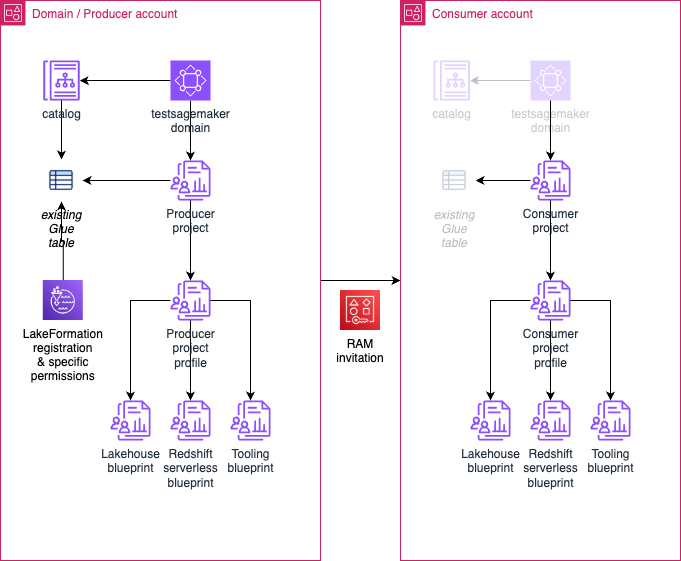 Domain / Producer account
catalog
testsagemaker
domain
existing
Glue
table
Producer
project
LakeFormation
registration
& specific
permissions
Producer
project
profile
Lakehouse
blueprint
Redshift
serverless
blueprint
Tooling
blueprint
RAM
invitation
Consumer account
catalog
testsagemaker
domain
existing
Glue
table
Consumer
project
Consumer
project
profile
Lakehouse
blueprint
Redshift
serverless
blueprint
Tooling
blueprint